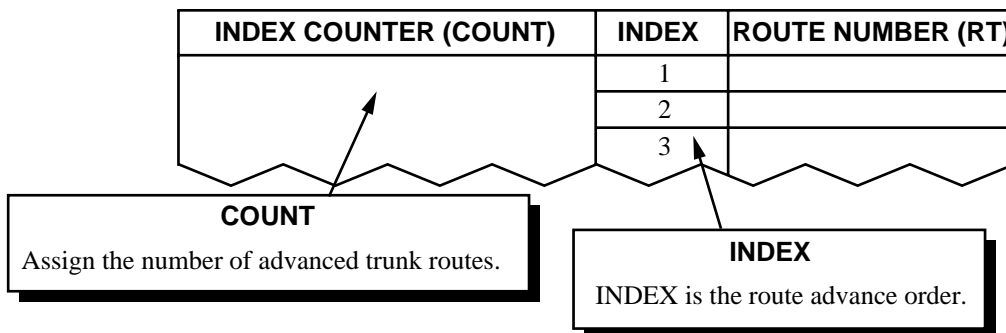 INDEX COUNTER (COUNT) INDEX ROUTE NUMBER (RT)
1
2
3
COUNT
Assign the number of advanced trunk routes.
INDEX
INDEX is the route advance order.